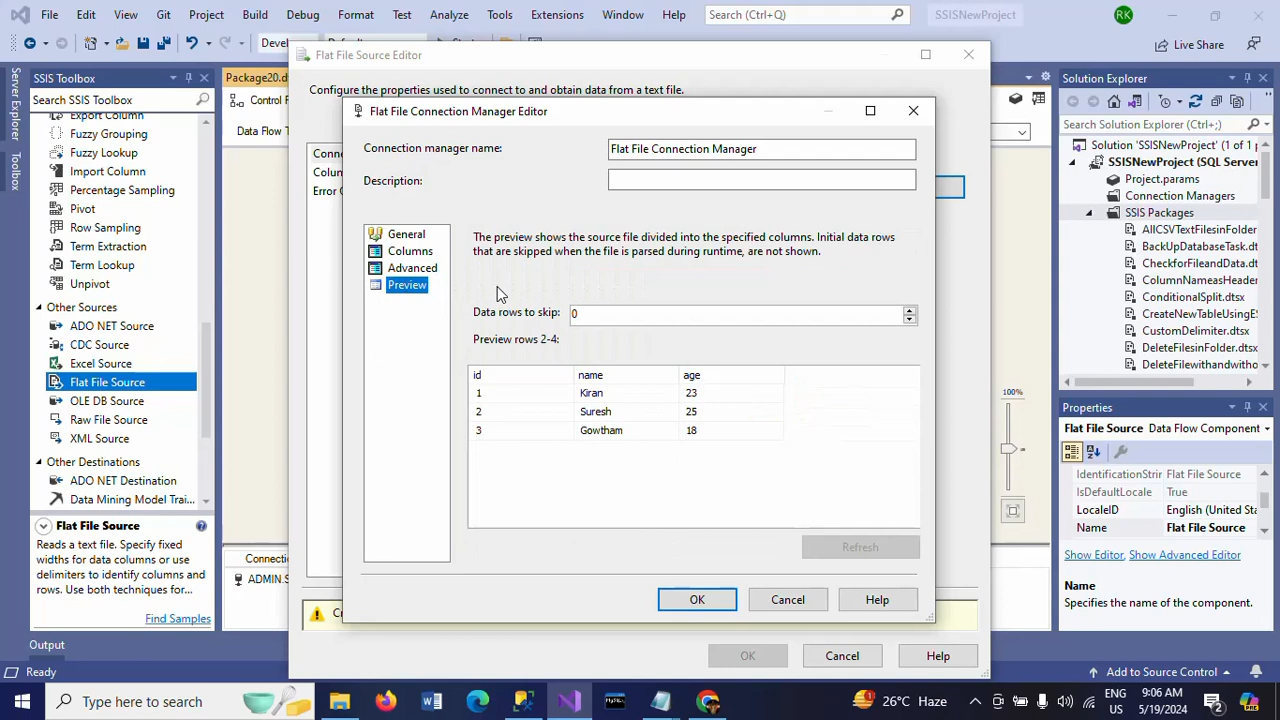 File Edit View Git Project Build Debug Format Test Analyze Tools Extensions Window Help Search (Ctrl+Q) SSISNewProject RK
Live Share
SSIS Toolbox
Search SSIS Toolbox
Export Column
Fuzzy Grouping
Fuzzy Lookup
Import Column
Percentage Sampling
Pivot
Row Sampling
Term Extraction
Term Lookup
Unpivot
Other Sources
ADO NET Source
CDC Source
Excel Source
Flat File Source
OLE DB Source
Raw File Source
XML Source
Other Destinations
ADO NET Destination
Data Mining Model Trai...
Flat File Source
Reads a text file. Specify fixed
widths for data columns or use
delimiters to identify columns and
rows. Use both techniques for...
Find Samples
Server Explorer
Toolbox
Package20.d
Control F
Data Flow T
Flat File Source Editor
Configure the properties used to connect to and obtain data from a text file.
Conne
Colum
Error O
Flat File Connection Manager Editor
Connection manager name: Flat File Connection Manager
Description:
General
Columns
Advanced
Preview
The preview shows the source file divided into the specified columns. Initial data rows
that are skipped when the file is parsed during runtime, are not shown.
Data rows to skip: 0
Preview rows 2-4:
id name age
1 Kiran 23
2 Suresh 25
3 Gowtham 18
Refresh
OK Cancel Help
OK Cancel Help
Connectio
ADMIN.S
100%
Solution Explorer
Search Solution Explorer (Ctrl+;)
Solution 'SSISNewProject' (1 of 1 p
SSISNewProject (SQL Server
Project.params
Connection Managers
SSIS Packages
AllCSVTextFilesinFolder
BackUpDatabaseTask.D
CheckforFileandData.d
ColumnNameasHeader
ConditionalSplit.dtsx
CreateNewTableUsingE
CustomDelimiter.dtsx
DeleteFilesinFolder.dtsx
DeleteFilewithandwitho
Properties
Flat File Source Data Flow Component
IdentificationStrin Flat File Source
IsDefaultLocale True
LocaleID English (United Sta
Name Flat File Source
Show Editor, Show Advanced Editor
Name
Specifies the name of the component.
Output
Ready
Add to Source Control
Type here to search
26°C Haze
ENG
US
9:06 AM
5/19/2024
2